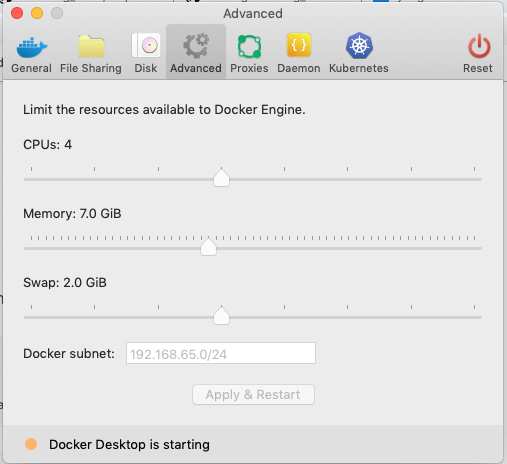 Advanced
General File Sharing Disk Advanced Proxies Daemon Kubernetes Reset
Limit the resources available to Docker Engine.
CPUs: 4
Memory: 7.0 GiB
Swap: 2.0 GiB
Docker subnet: 192.168.65.0/24
Apply & Restart
Docker Desktop is starting